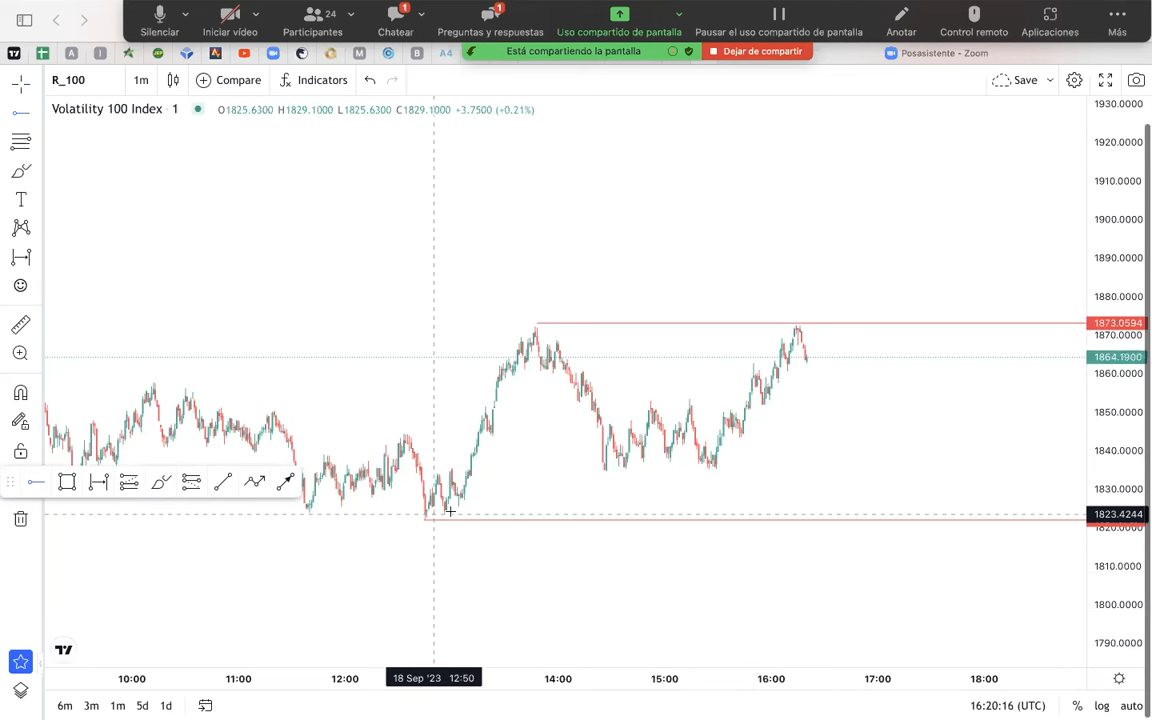 24
1
1
Silenciar
Iniciar vídeo
Participantes
Chatear
Preguntas y respuestas
Uso compartido de pantalla
Pausar el uso compartido de pantalla
Anotar
Control remoto
Aplicaciones
Más
A
I
JEP
M
C
B
A4
Está compartiendo la pantalla
Dejar de compartir
Posasistente - Zoom
R_100
1m
Compare
Indicators
Save
Volatility 100 Index · 1
O1825.6300 H1829.1000 L1825.6300 C1829.1000 +3.7500 (+0.21%)
1930.0000
1920.0000
1910.0000
1900.0000
1890.0000
1880.0000
1873.0594
1870.0000
1864.1900
1860.0000
1850.0000
1840.0000
1830.0000
1823.4244
1820.0000
1810.0000
1800.0000
1790.0000
10:00
11:00
12:00
18 Sep '23 12:50
14:00
15:00
16:00
17:00
18:00
6m
3m
1m
5d
1d
16:20:16 (UTC)
%
log
auto